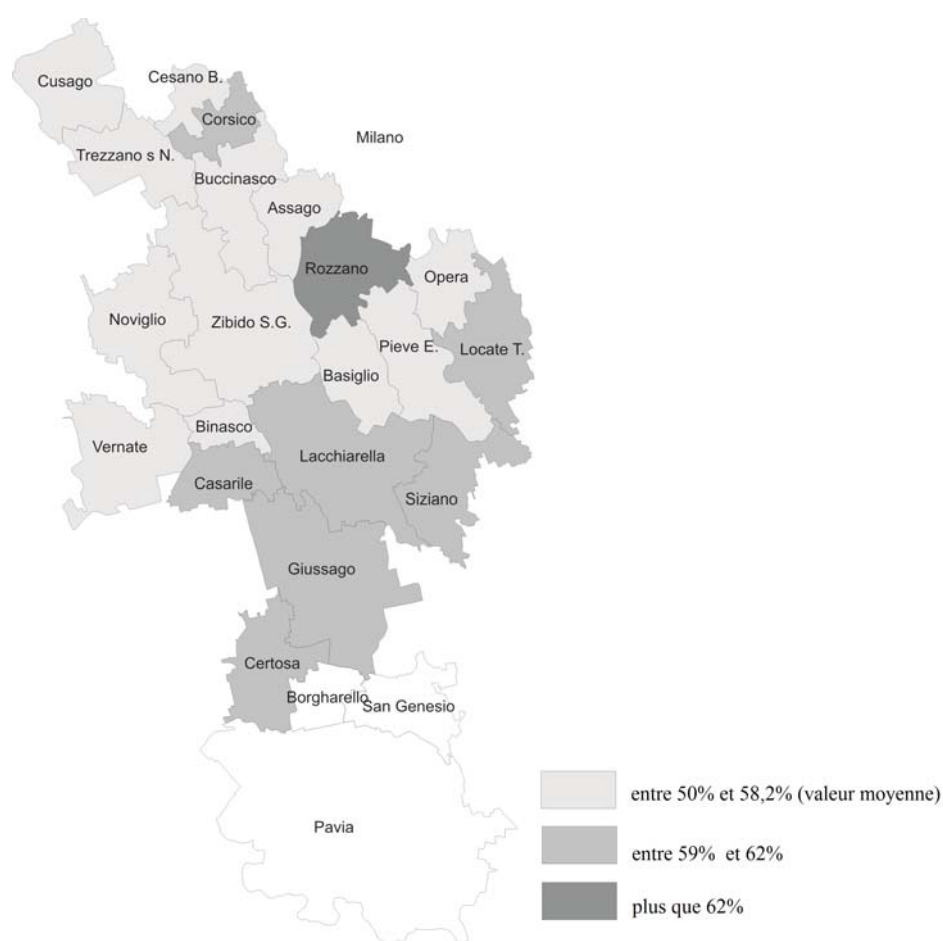 Cusago
Cesano B.
Corsico
Milano
Trezzano s N.
Buccinasco
Assago
Rozzano
Opera
Noviglio
Zibido S.G.
Pieve E.
Locate T.
Basiglio
Binasco
Vernate
Lacchiarella
Casarile
Siziano
Giussago
Certosa
Borgharello
San Genesio
Pavia
entre 50% et 58,2% (valeur moyenne)
entre 59% et 62%
plus que 62%